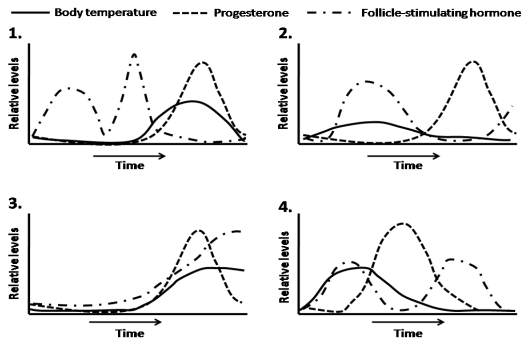 Body temperature Progesterone Follicle-stimulating hormone
1.
Relative levels
Time
2.
Relative levels
Time
3.
Relative levels
Time
4.
Relative levels
Time